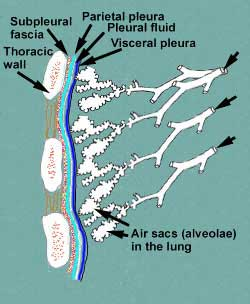 Subpleural
fascia
Thoracic
wall
Parietal pleura
Pleural fluid
Visceral pleura
Air sacs (alveolae)
in the lung